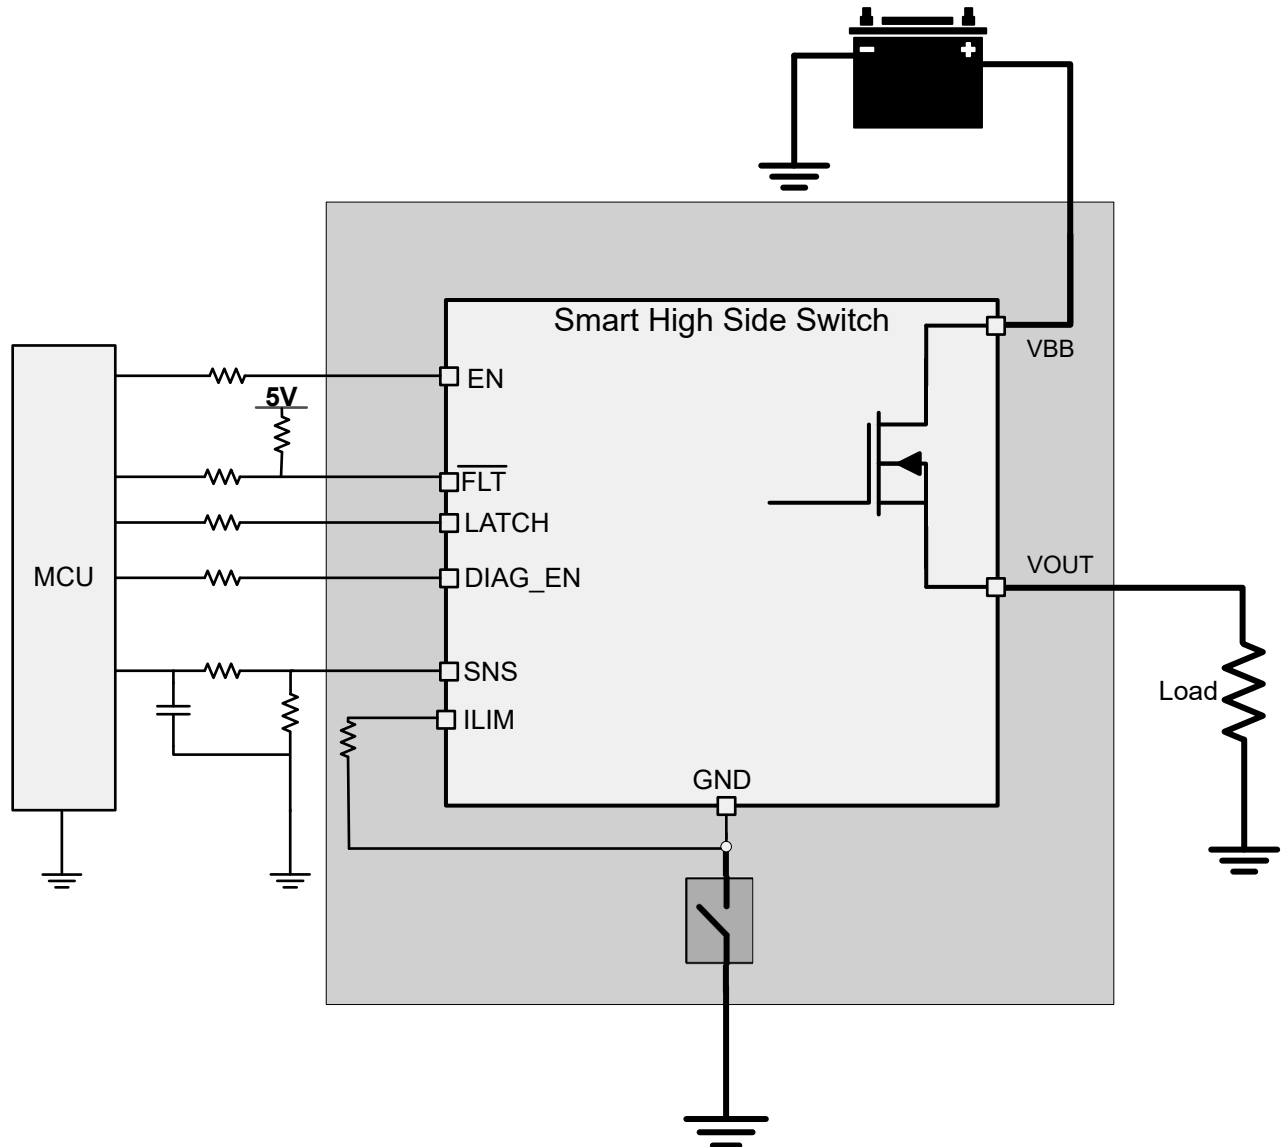 Smart High Side Switch
VBB
EN
5V
FLT
LATCH
MCU
DIAG_EN
VOUT
SNS
Load
ILIM
GND